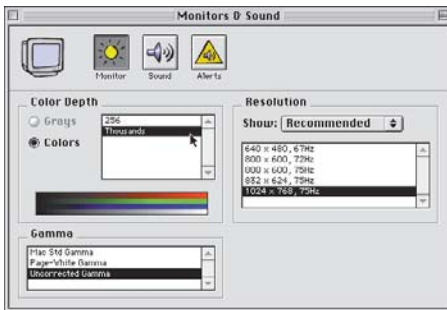 Monitors & Sound
Monitor
Sound
Alerts
Color Depth
Grays
Colors
256
Thousands
Resolution
Show: Recommended
640 x 480, 67Hz
800 x 600, 72Hz
800 x 600, 75Hz
832 x 624, 75Hz
1024 x 768, 75Hz
Gamma
Mac Std Gamma
Page-White Gamma
Uncorrected Gamma